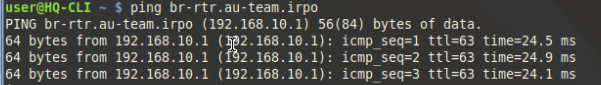 user@HQ-CLI ~ $ ping br-rtr.au-team.irpo
PING br-rtr.au-team.irpo (192.168.10.1) 56(84) bytes of data.
64 bytes from 192.168.10.1 (192.168.10.1): icmp_seq=1 ttl=63 time=24.5 ms
64 bytes from 192.168.10.1 (192.168.10.1): icmp_seq=2 ttl=63 time=24.9 ms
64 bytes from 192.168.10.1 (192.168.10.1): icmp_seq=3 ttl=63 time=24.1 ms